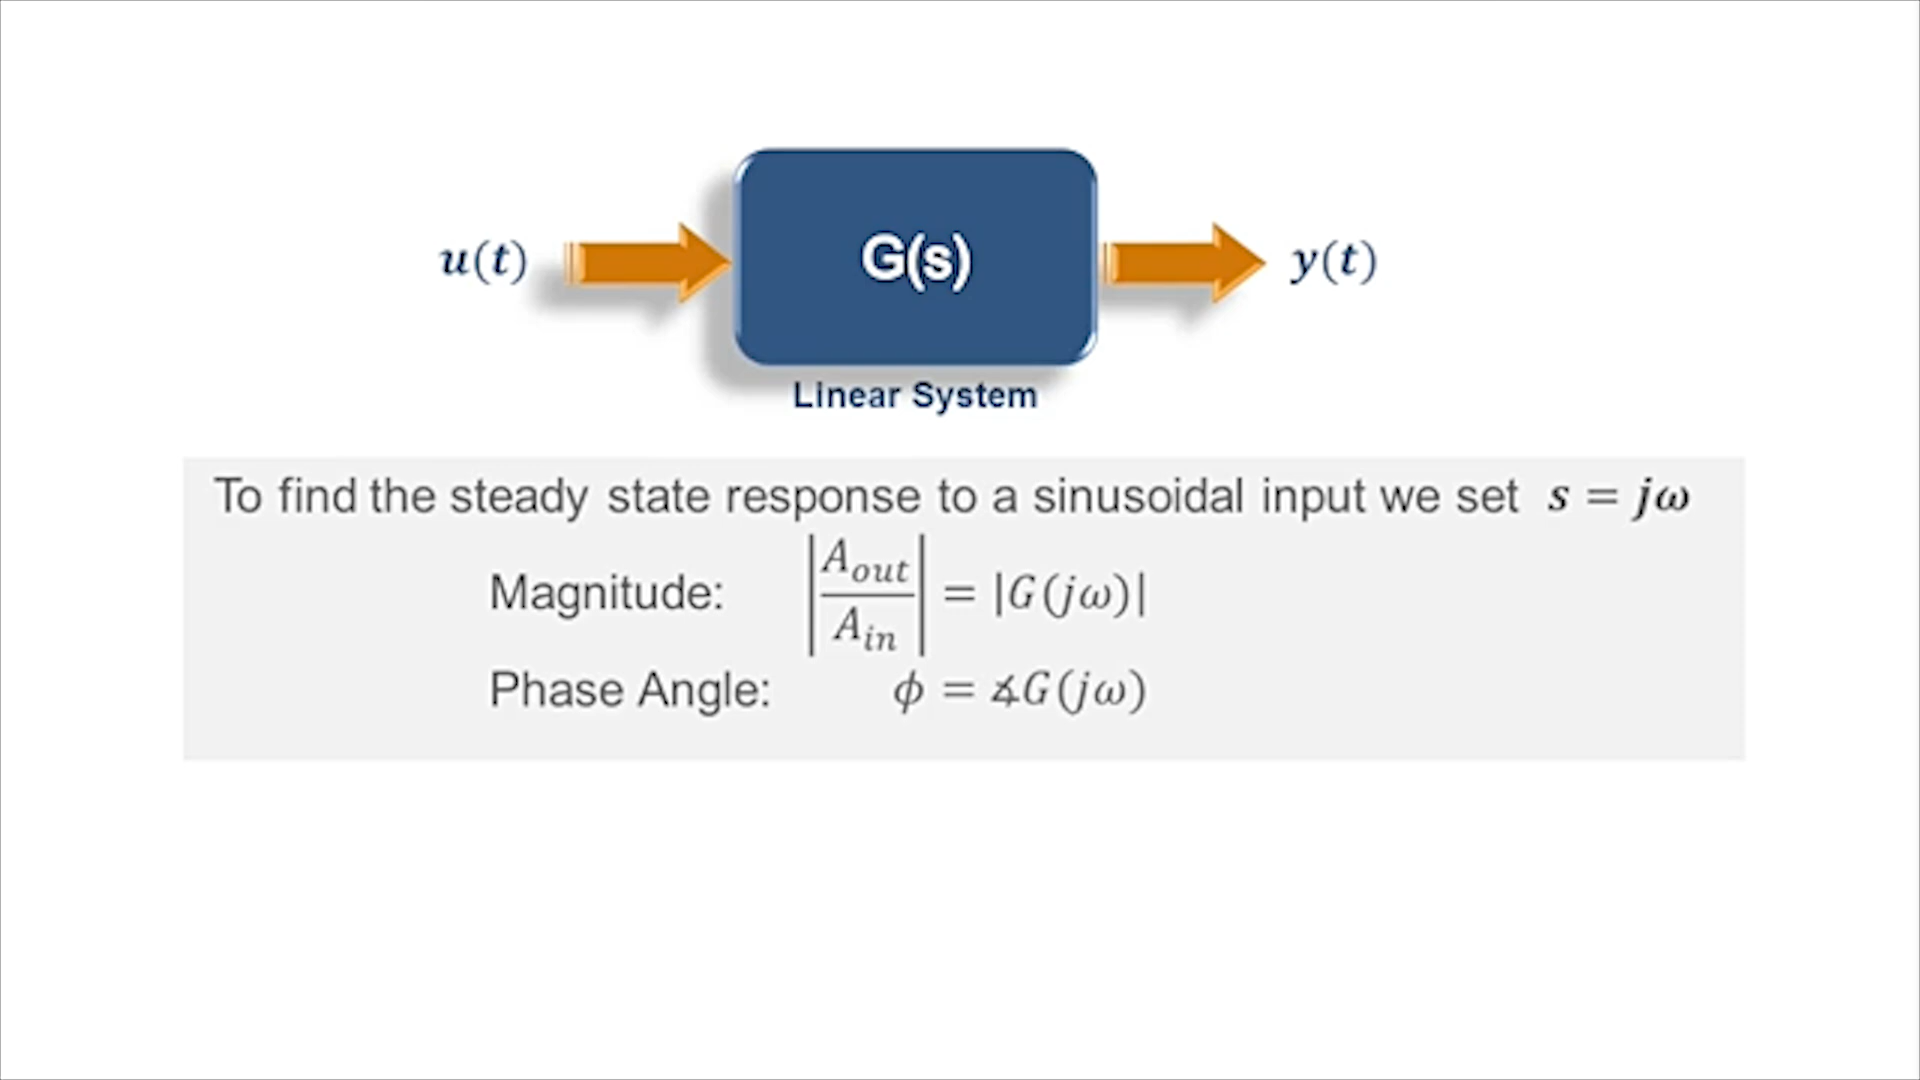 u(t) G(s) y(t)
Linear System
To find the steady state response to a sinusoidal input we set s = jω
Magnitude: |A_out / A_in| = |G(jω)|
Phase Angle: ϕ = ∡G(jω)